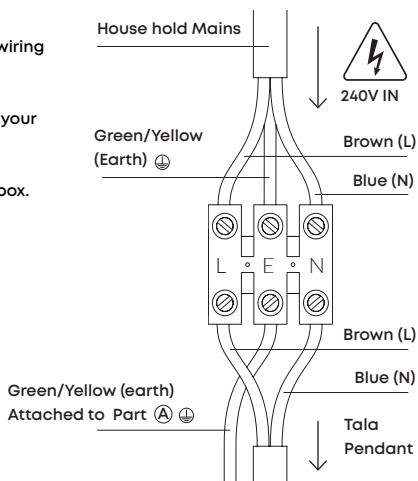 wiring
your
box.
House hold Mains
240V IN
Green/Yellow
(Earth)
Brown (L)
Blue (N)
L E N
Brown (L)
Blue (N)
Green/Yellow (earth)
Attached to Part A
Tala
Pendant